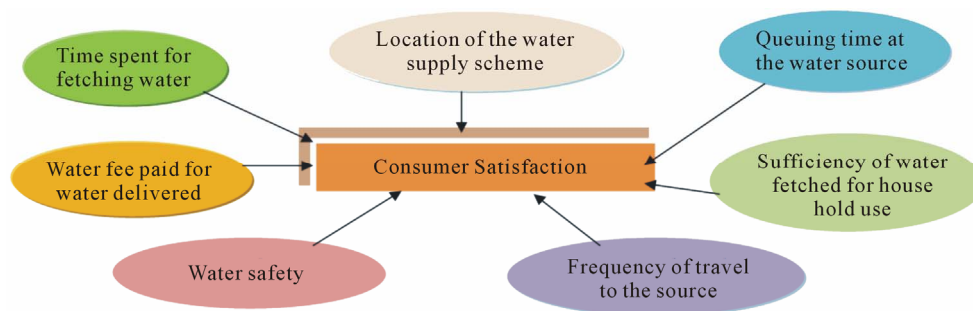 Time spent for
fetching water
Location of the water
supply scheme
Queuing time at
the water source
Water fee paid for
water delivered
Consumer Satisfaction
Sufficiency of water
fetched for house
hold use
Water safety
Frequency of travel
to the source